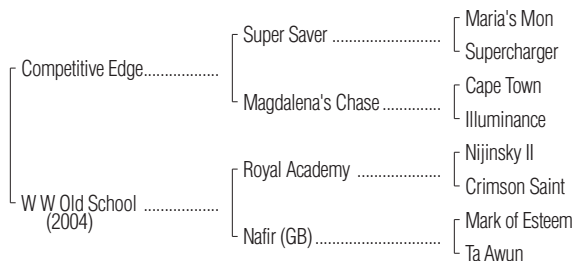 Maria's Mon
Super Saver ........................
Supercharger
Competitive Edge.................
Cape Town
Magdalena's Chase .............
Illuminance
Nijinsky II
Royal Academy ..................
Crimson Saint
W W Old School .................
(2004)
Mark of Esteem
Nafir (GB)...........................
Ta Awun